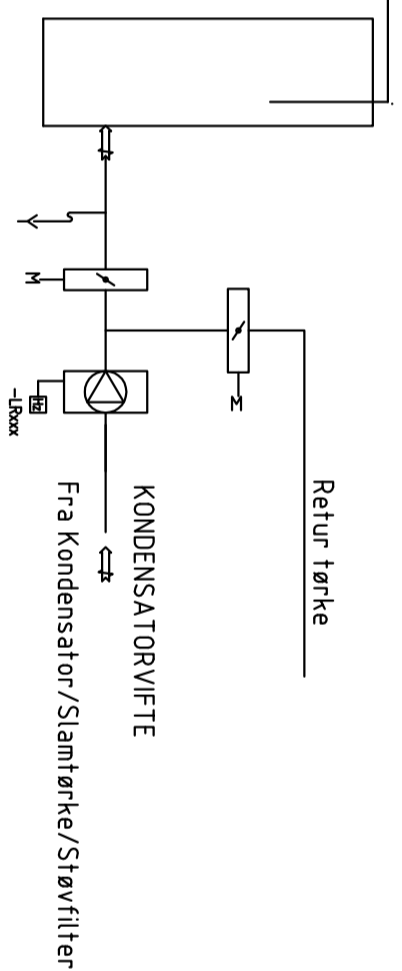 Retur tørke
M
M
Hz
-LRxxx
KONDENSATORVIFTE
Fra Kondensator/Slamtørke/Støvfilter